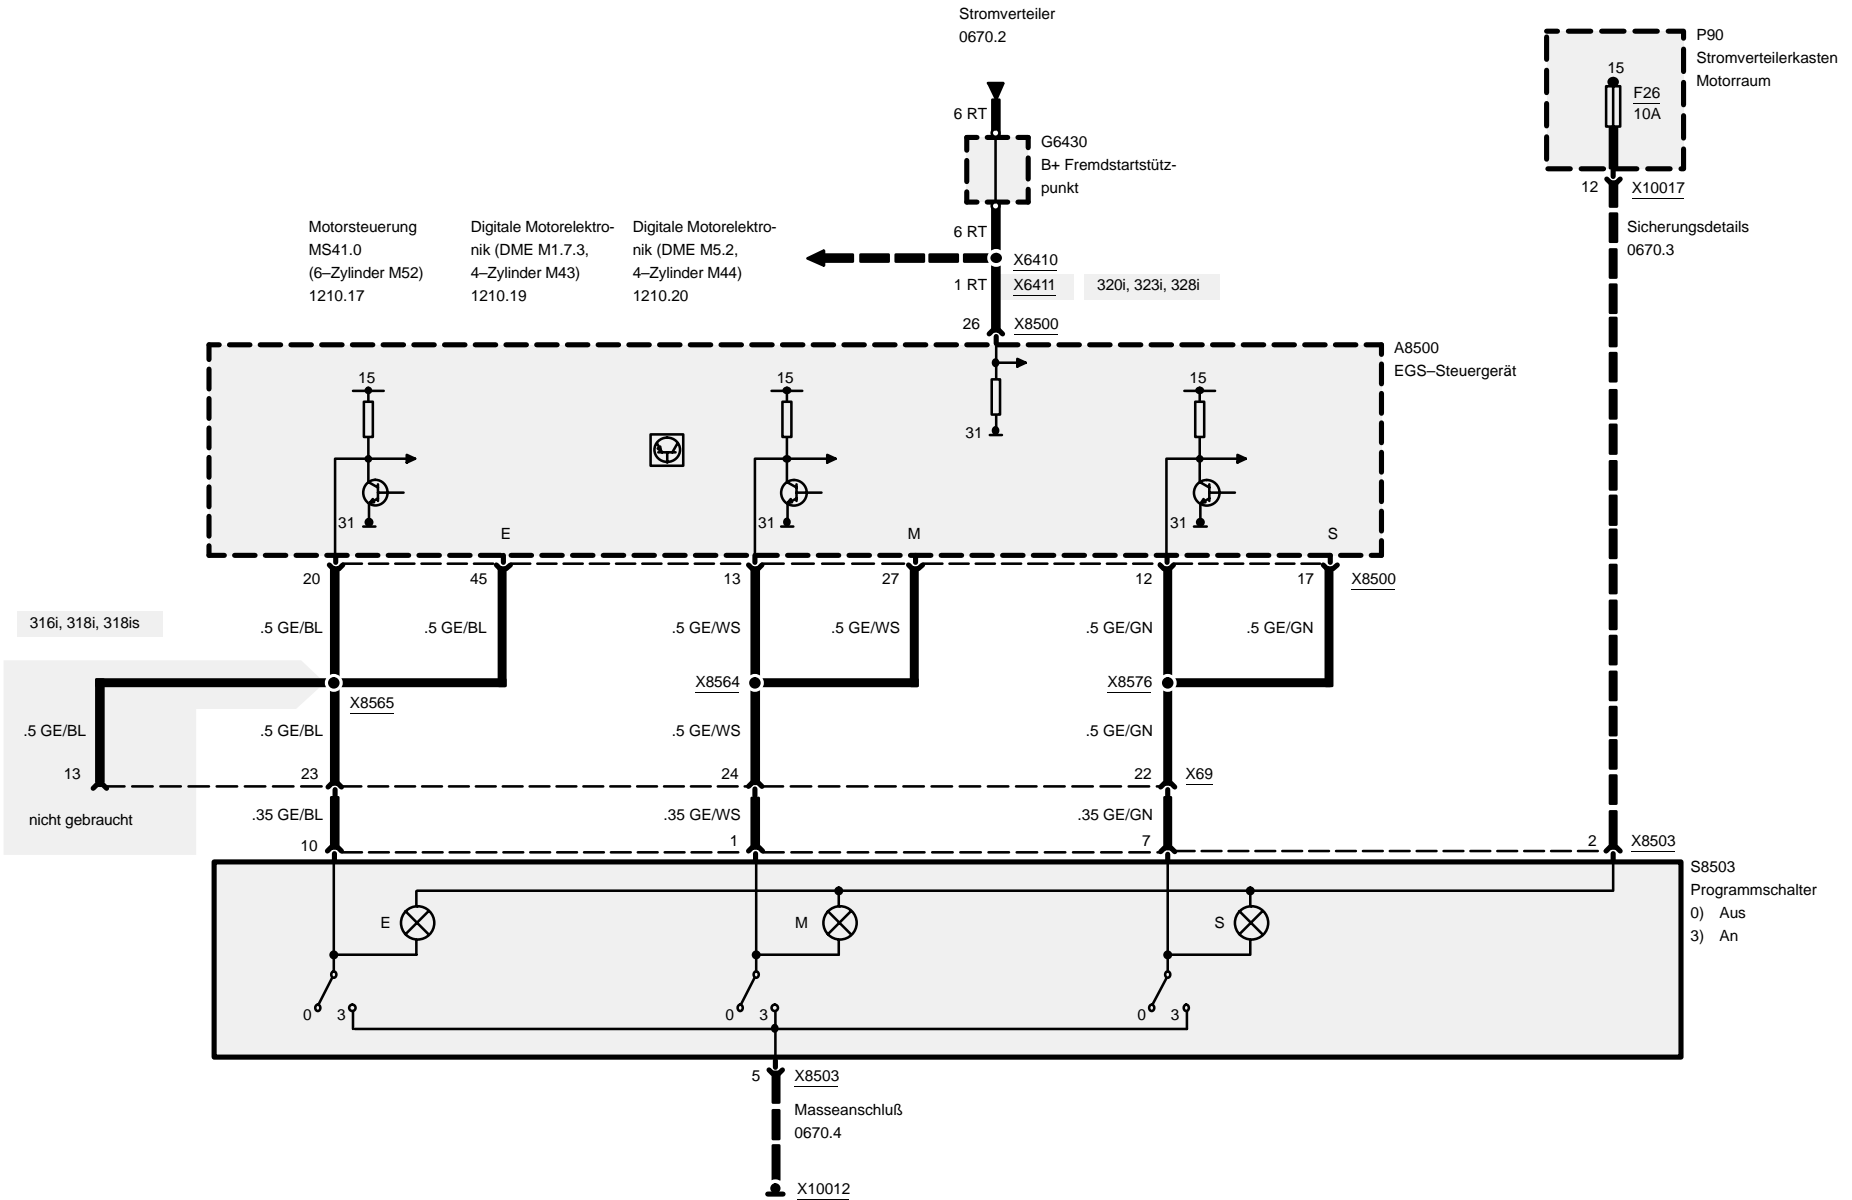 Stromverteiler
0670.2
P90
Stromverteilerkasten
Motorraum
15
F26
10A
6 RT
G6430
B+ Fremdstartstütz-
punkt
12
X10017
Sicherungsdetails
0670.3
Motorsteuerung
MS41.0
(6–Zylinder M52)
1210.17
Digitale Motorelektro-
nik (DME M1.7.3,
4–Zylinder M43)
1210.19
Digitale Motorelektro-
nik (DME M5.2,
4–Zylinder M44)
1210.20
6 RT
X6410
1 RT
X6411
320i, 323i, 328i
26
X8500
A8500
EGS–Steuergerät
15
15
15
31
31
31
31
E
M
S
20
45
13
27
12
17
X8500
316i, 318i, 318is
.5 GE/BL
.5 GE/BL
.5 GE/WS
.5 GE/WS
.5 GE/GN
.5 GE/GN
X8565
X8564
X8576
.5 GE/BL
.5 GE/BL
.5 GE/WS
.5 GE/GN
13
23
24
22
X69
nicht gebraucht
.35 GE/BL
.35 GE/WS
.35 GE/GN
10
1
7
2
X8503
S8503
Programmschalter
0) Aus
3) An
E
M
S
0
3
0
3
0
3
5
X8503
Masseanschluß
0670.4
X10012